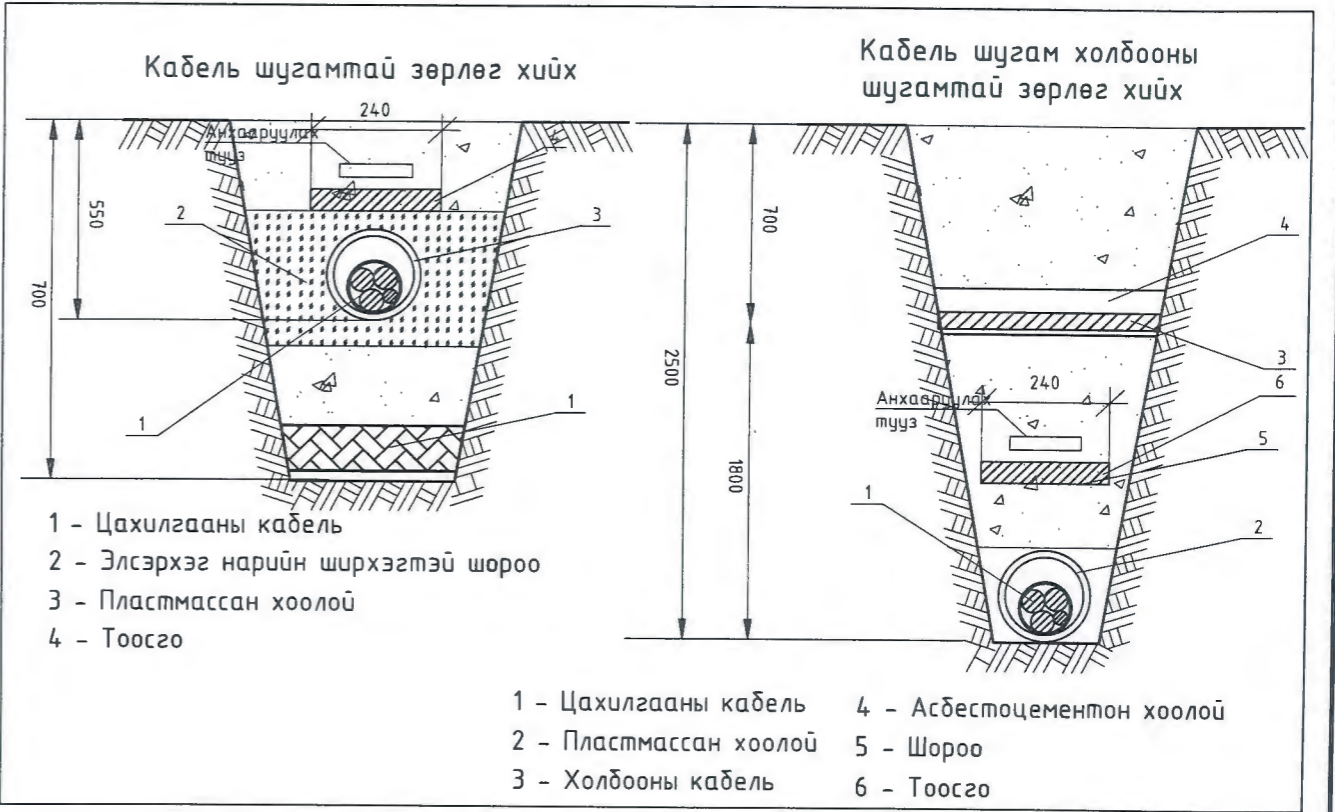 Кабель шугамтай зөрлөг хийх
240
Анхааруулах
тууз
550
700
2
3
1
1
1 - Цахилгааны кабель
2 - Элсэрхэг нарийн ширхэгтэй шороо
3 - Пластмассан хоолой
4 - Тоосго
Кабель шугам холбооны
шугамтай зөрлөг хийх
700
2500
1800
4
3
6
240
Анхааруулах
тууз
5
1
2
1 - Цахилгааны кабель
2 - Пластмассан хоолой
3 - Холбооны кабель
4 - Асбестоцементон хоолой
5 - Шороо
6 - Тоосго